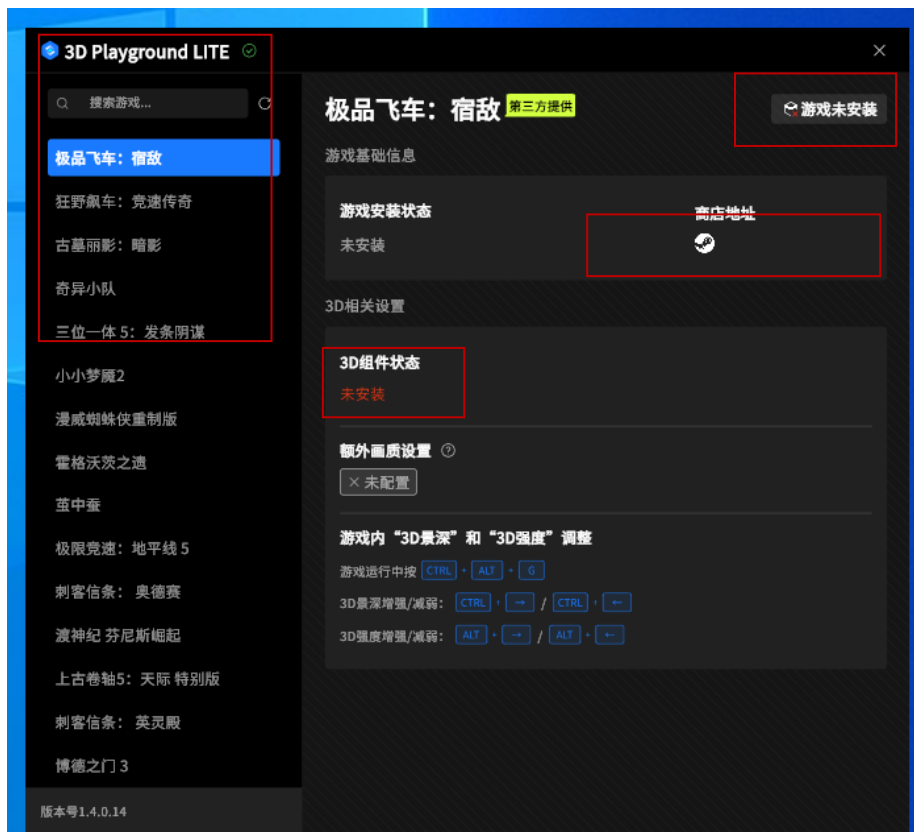 3D Playground LITE
搜索游戏...
极品飞车：宿敌
狂野飙车：竞速传奇
古墓丽影：暗影
奇异小队
三位一体 5：发条阴谋
小小梦魇2
漫威蜘蛛侠重制版
霍格沃茨之遗
茧中蚕
极限竞速：地平线 5
刺客信条： 奥德赛
渡神纪 芬尼斯崛起
上古卷轴5：天际 特别版
刺客信条： 英灵殿
博德之门 3
版本号1.4.0.14
极品飞车：宿敌 第三方提供
游戏未安装
游戏基础信息
游戏安装状态
商店地址
未安装
3D相关设置
3D组件状态
未安装
额外画质设置
未配置
游戏内“3D景深”和“3D强度”调整
游戏运行中按 CTRL + ALT + G
3D景深增强/减弱： CTRL + → / CTRL + ←
3D强度增强/减弱： ALT + → / ALT + ←